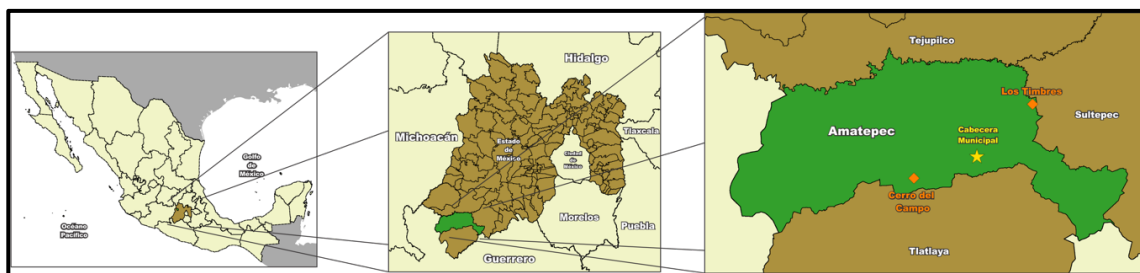 Golfo
de
México
Océano
Pacífico
Hidalgo
Michoacán
Tlaxcala
Estado
de
México
Ciudad
de
México
Morelos
Puebla
Guerrero
Tejupilco
Los Timbres
Sultepec
Amatepec
Cabecera
Municipal
Cerro del
Campo
Tlatlaya